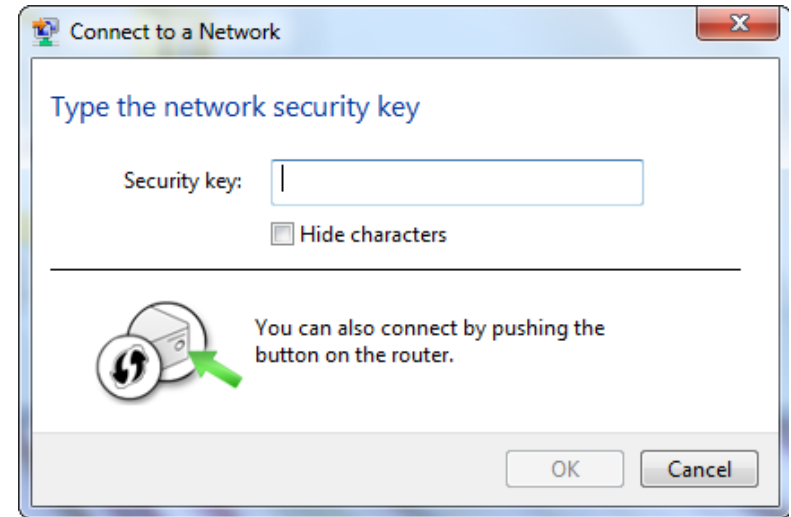 Connect to a Network
Type the network security key
Security key:
Hide characters
You can also connect by pushing the
button on the router.
OK Cancel